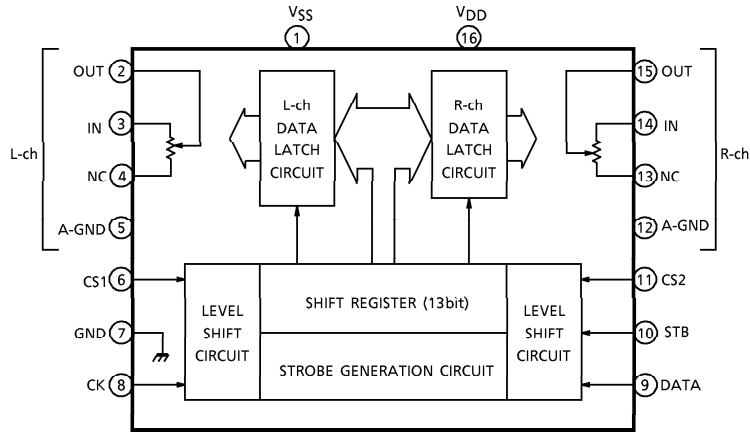 VSS
VDD
1
16
OUT 2
15 OUT
IN 3
14 IN
L-ch
R-ch
NC 4
13 NC
A-GND 5
12 A-GND
L-ch
DATA
LATCH
CIRCUIT
R-ch
DATA
LATCH
CIRCUIT
CS1 6
11 CS2
GND 7
10 STB
CK 8
9 DATA
LEVEL
SHIFT
CIRCUIT
SHIFT REGISTER (13bit)
STROBE GENERATION CIRCUIT
LEVEL
SHIFT
CIRCUIT